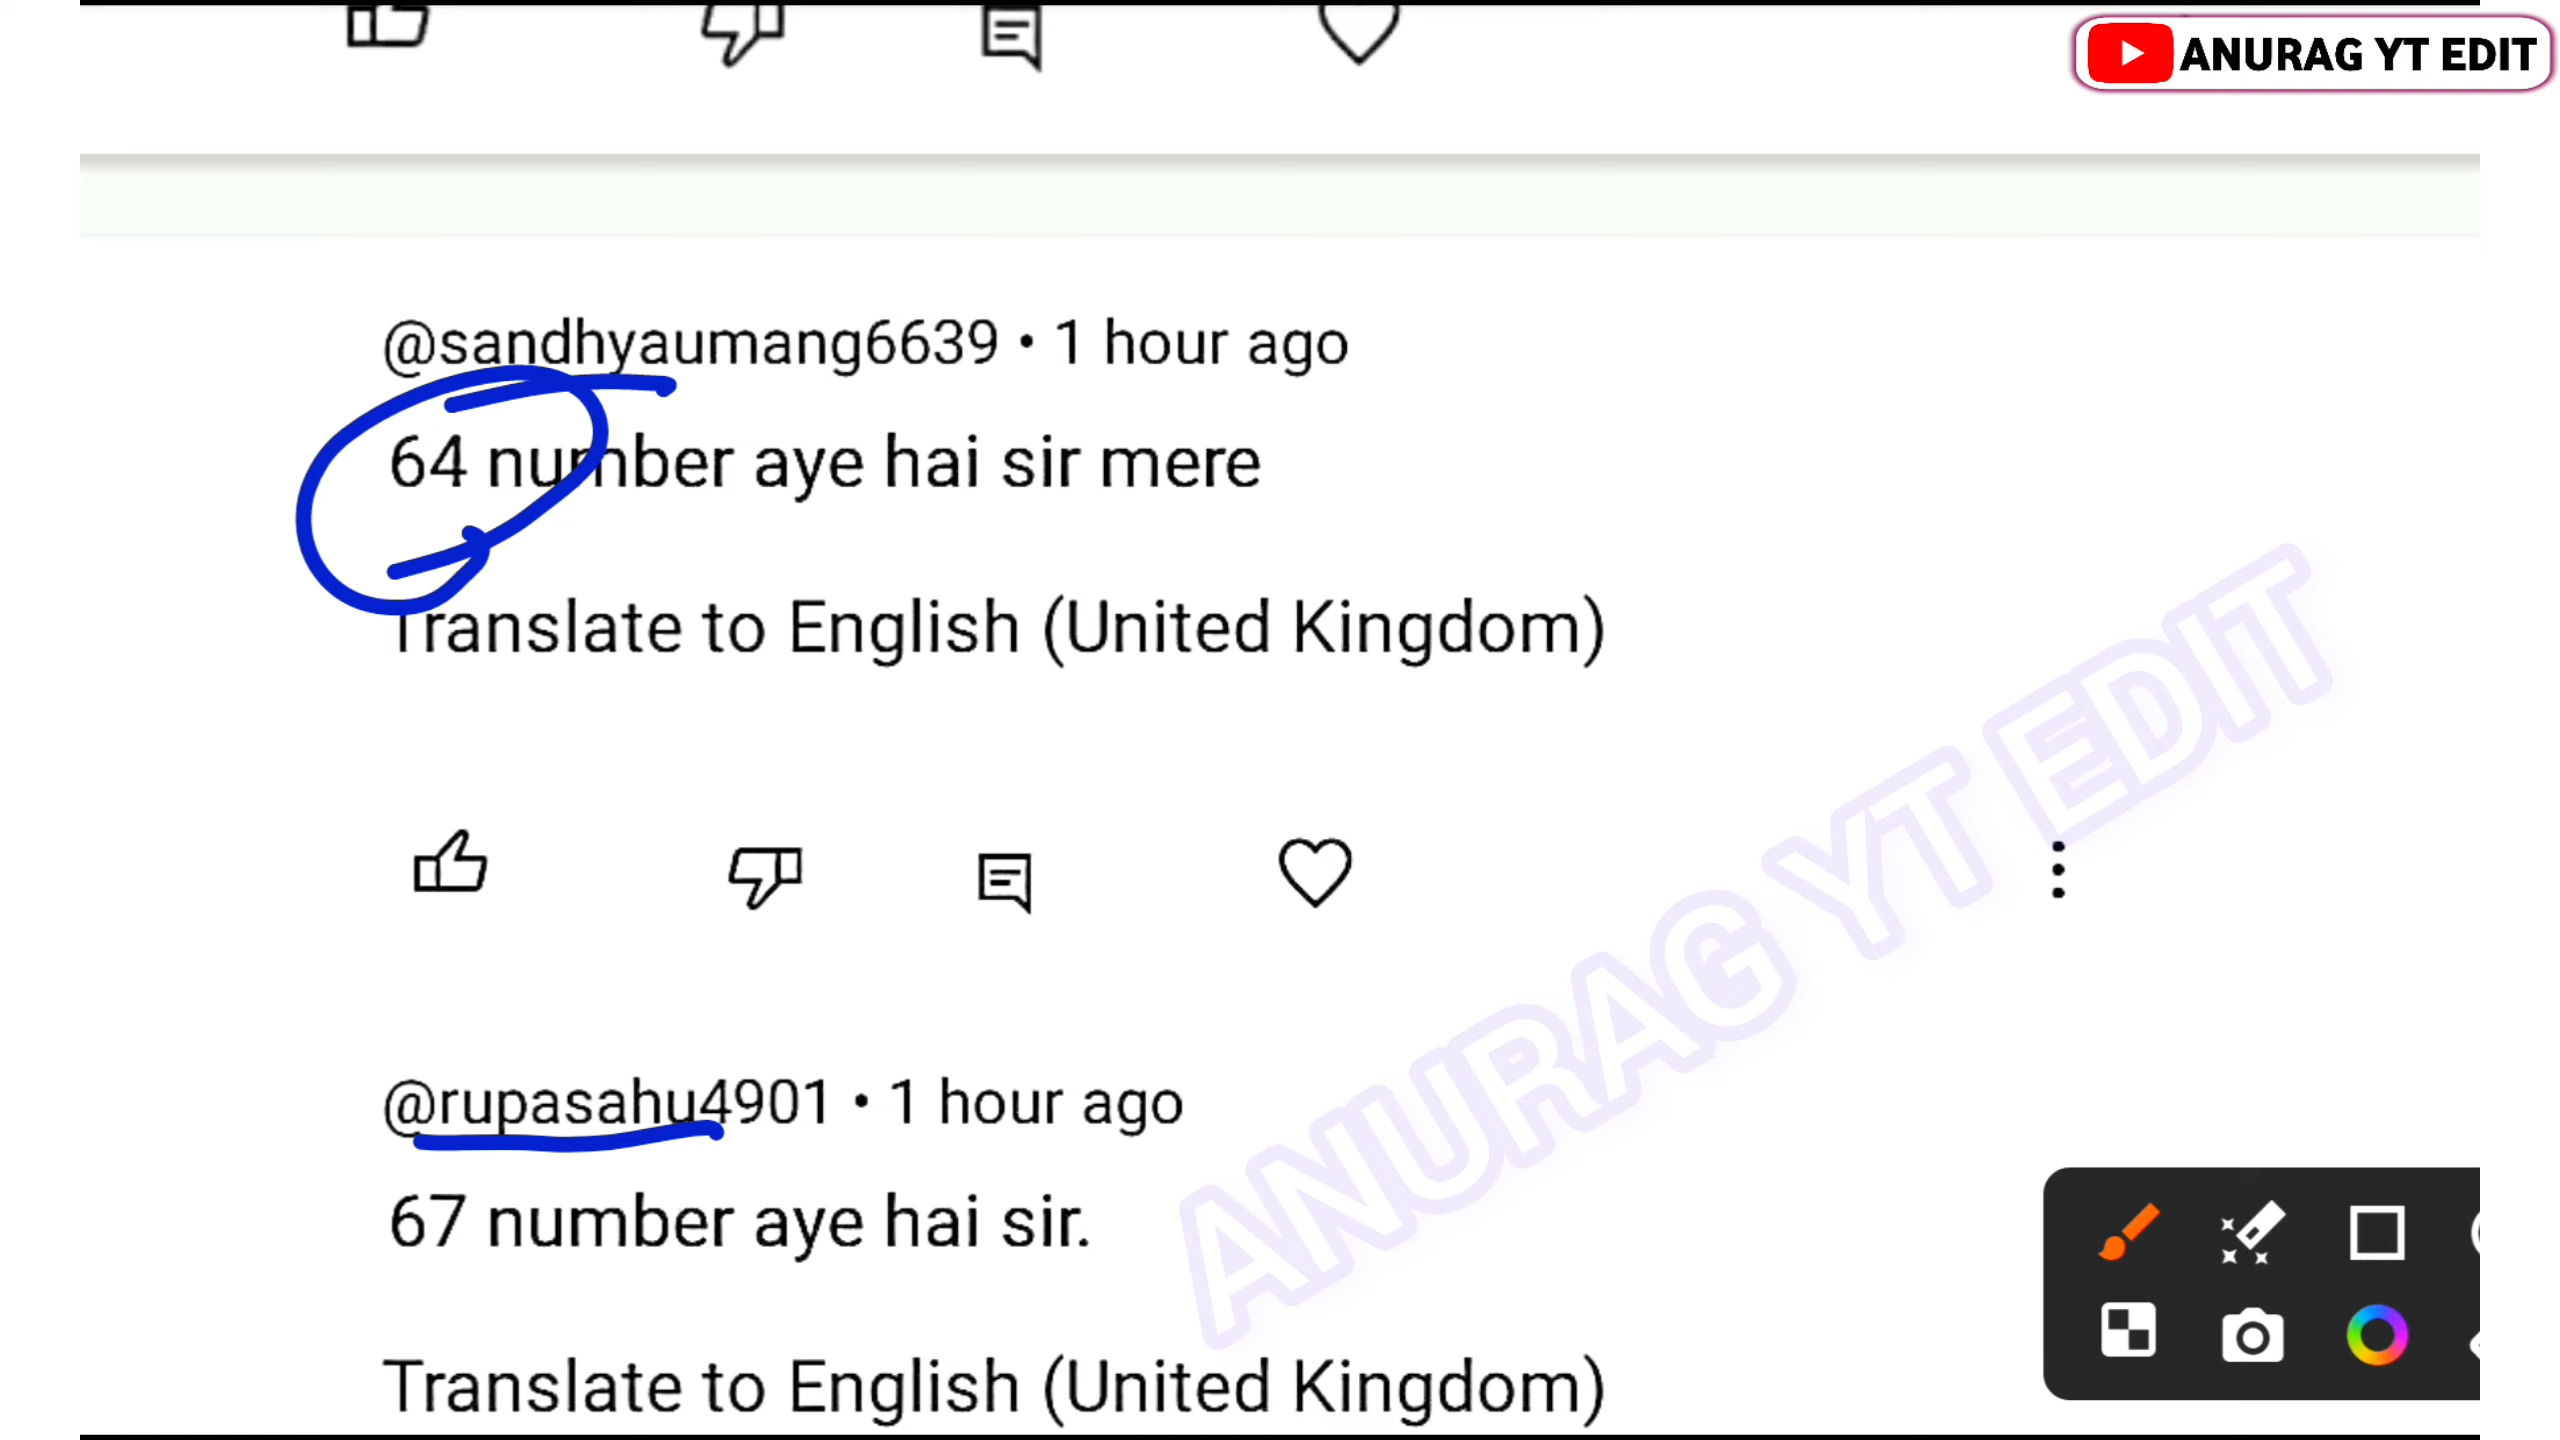 ANURAG YT EDIT
@sandhyaumang6639 • 1 hour ago
64 number aye hai sir mere
Translate to English (United Kingdom)
ANURAG YT EDIT
@rupasahu4901 • 1 hour ago
67 number aye hai sir.
Translate to English (United Kingdom)